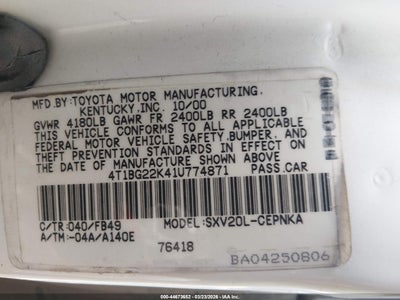 MFD.BY:TOYOTA MOTOR MANUFACTURING,
KENTUCKY,INC. 10/00
GVWR 4180LB GAWR FR 2400LB RR 2400LB
THIS VEHICLE CONFORMS TO ALL APPLICABLE
FEDERAL MOTOR VEHICLE SAFETY,BUMPER, AND
THEFT PREVENTION STANDARDS IN EFFECT ON
THE DATE OF MANUFACTURE SHOWN ABOVE.
4T1BG22K41U774871 PASS.CAR
C/TR:040/FB49 MODEL:SXV20L-CEPNKA
A/TM:-04A/A140E
76418
BA04250806
IAA 000-44673652 - 03/23/2026 - IAAI.COM